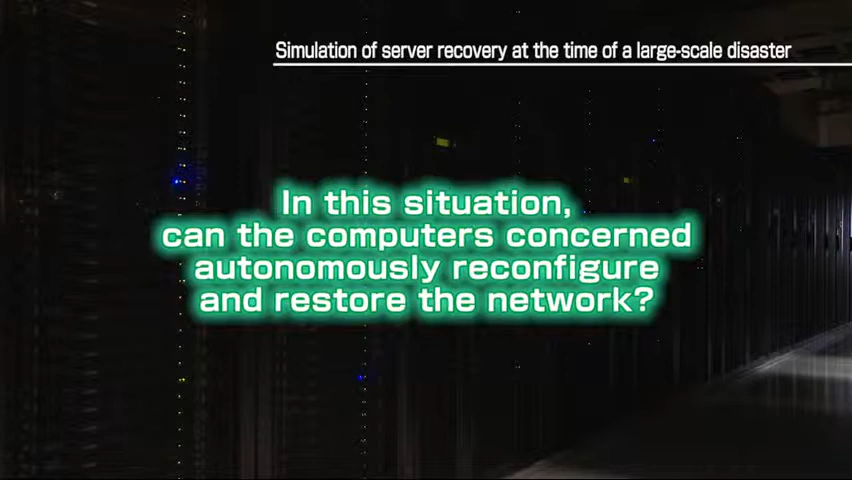 Simulation of server recovery at the time of a large-scale disaster
In this situation,
can the computers concerned
autonomously reconfigure
and restore the network?